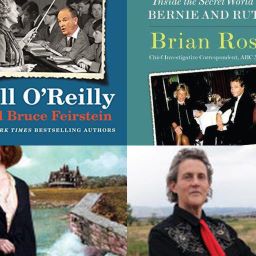 ll O'Reilly
d Bruce Feirstein
RK TIMES BESTSELLING AUTHORS
Inside the Secret World
BERNIE AND RUT
Brian Ros
Chief Investigative Correspondent, ABC